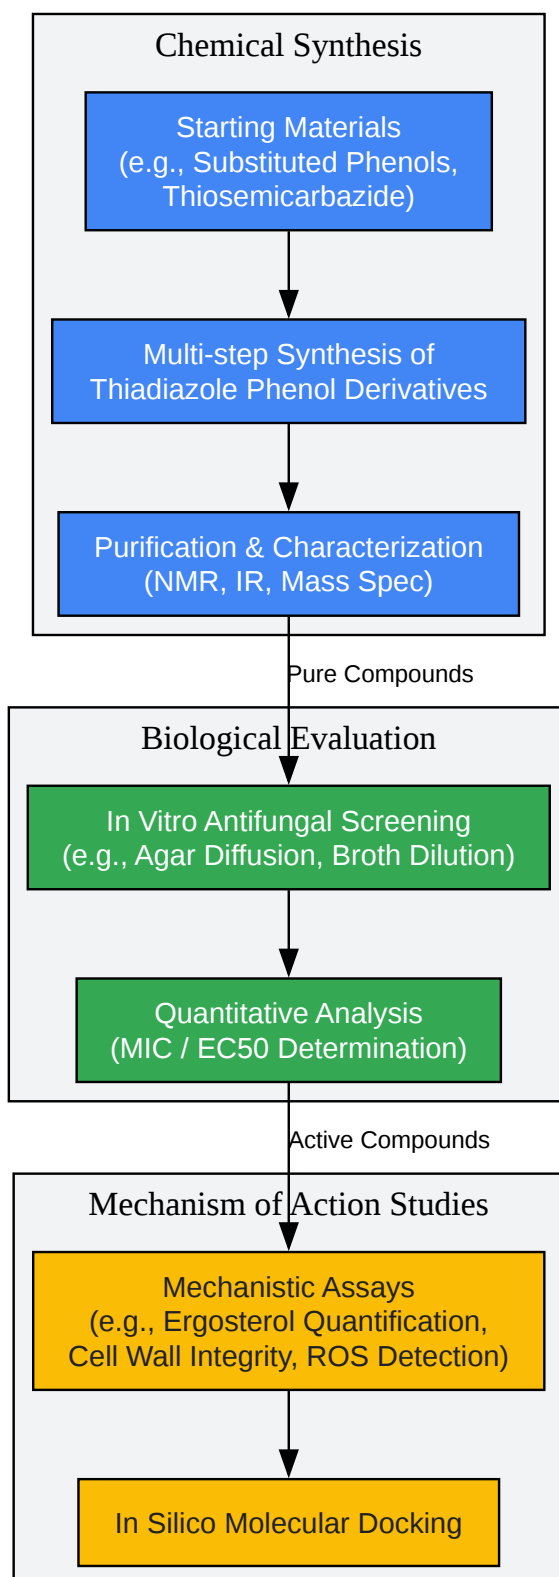 Chemical Synthesis
Starting Materials
(e.g., Substituted Phenols,
Thiosemicarbazide)
Multi-step Synthesis of
Thiadiazole Phenol Derivatives
Purification & Characterization
(NMR, IR, Mass Spec)
Pure Compounds
Biological Evaluation
In Vitro Antifungal Screening
(e.g., Agar Diffusion, Broth Dilution)
Quantitative Analysis
(MIC / EC50 Determination)
Active Compounds
Mechanism of Action Studies
Mechanistic Assays
(e.g., Ergosterol Quantification,
Cell Wall Integrity, ROS Detection)
In Silico Molecular Docking